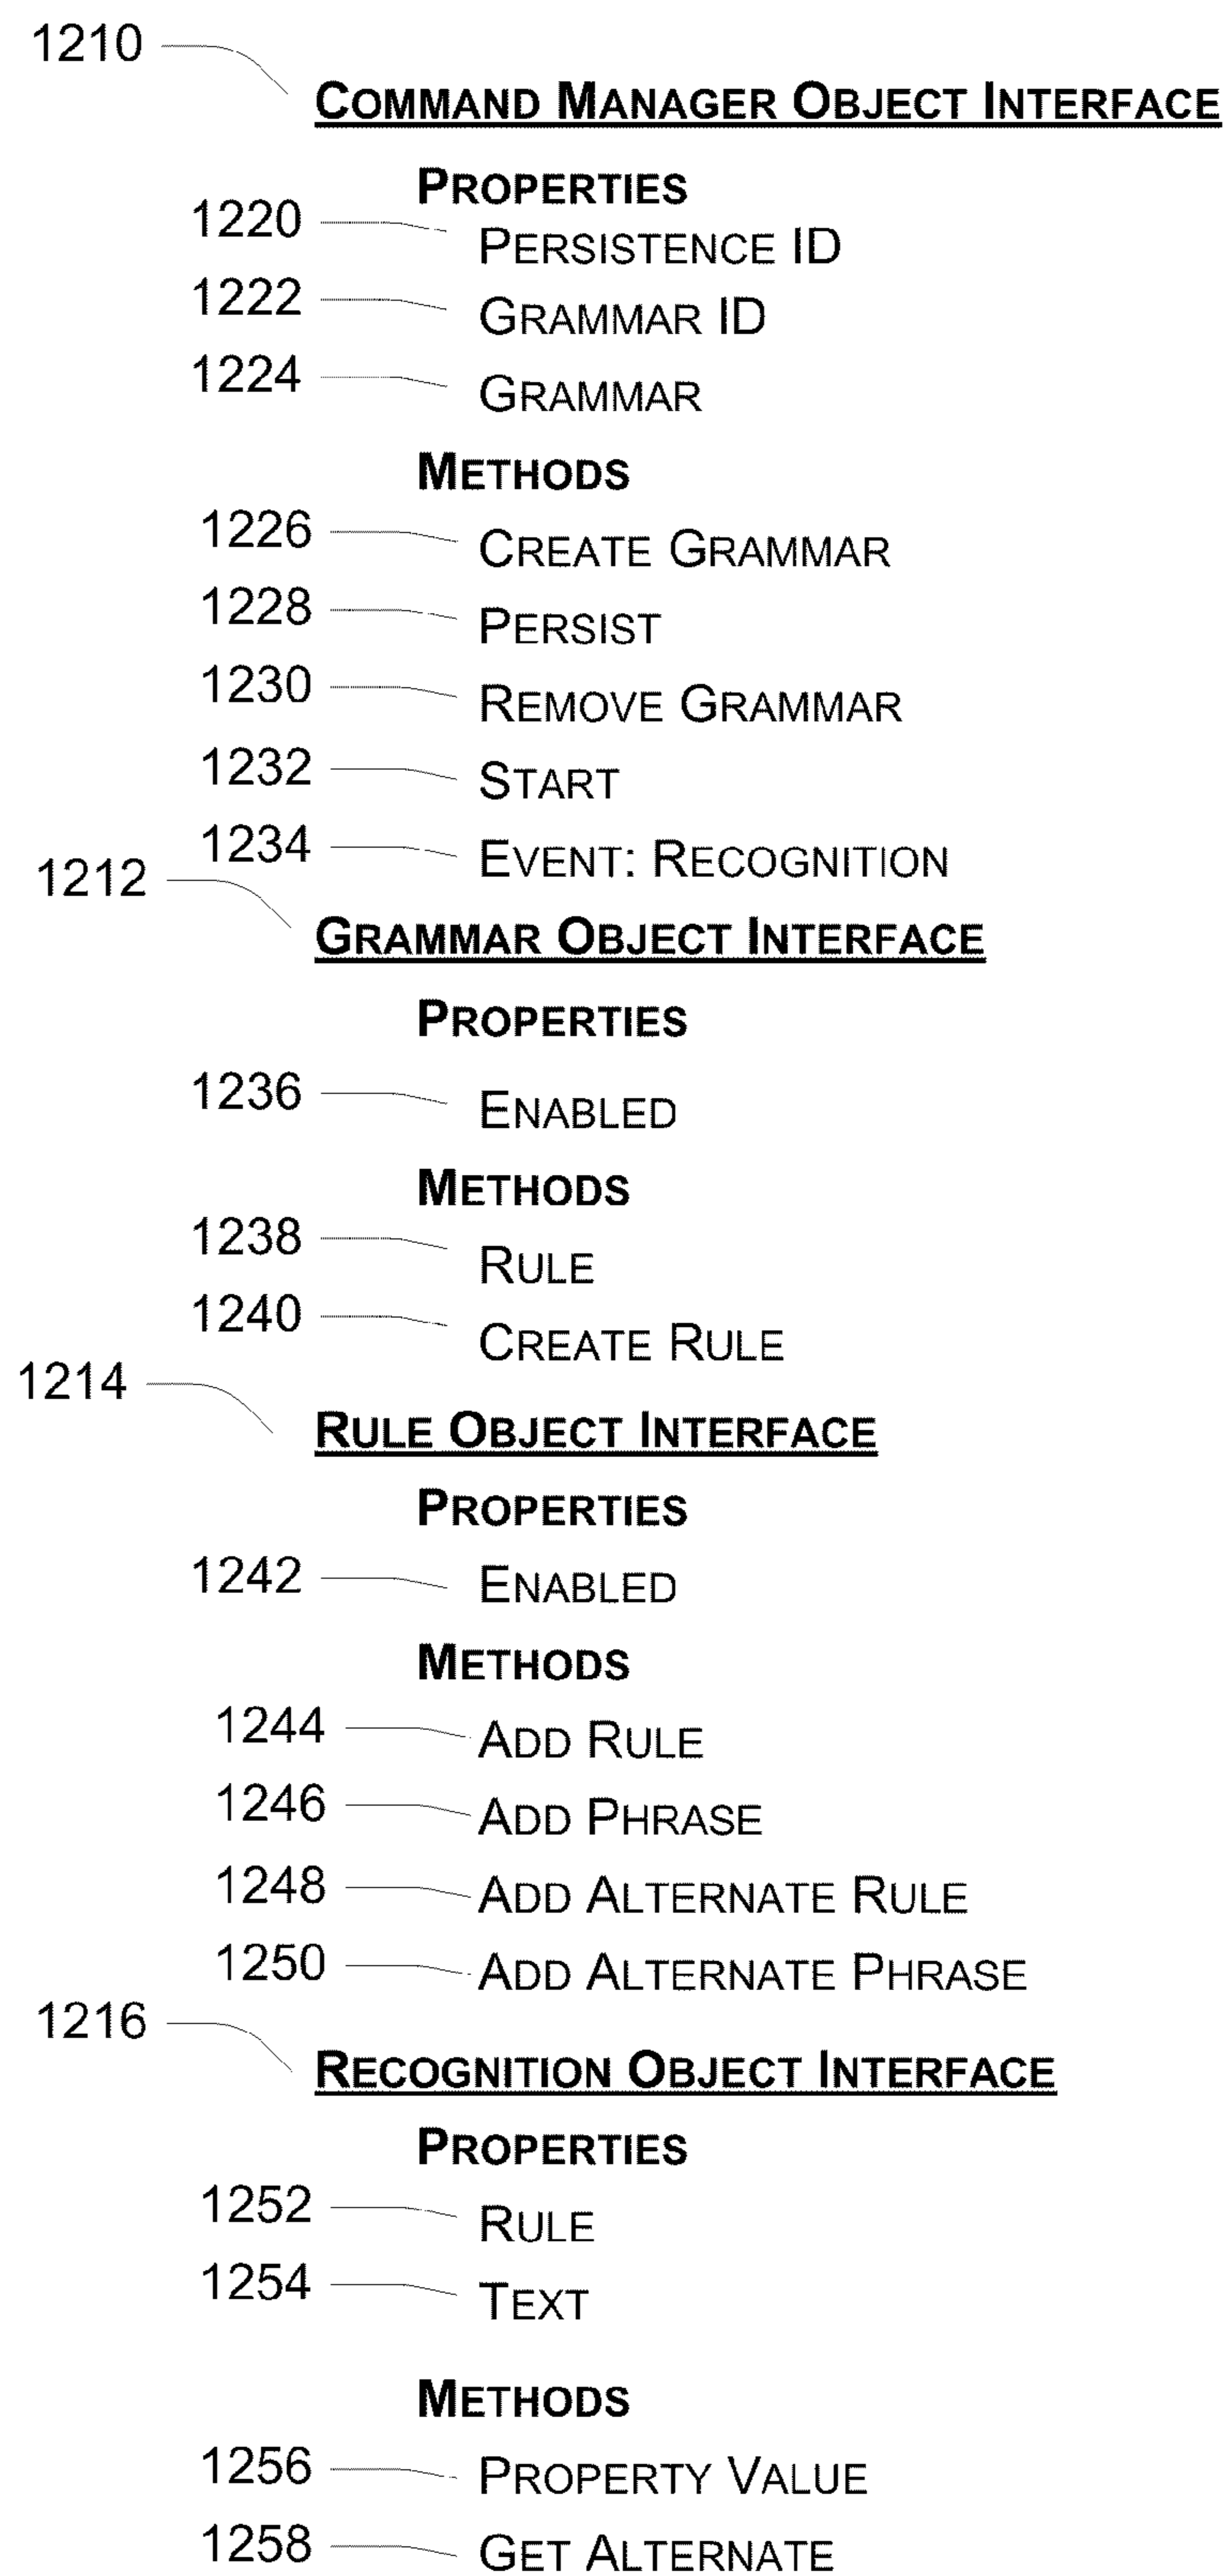 1210
COMMAND MANAGER OBJECT INTERFACE
PROPERTIES
1220 PERSISTENCE ID
1222 GRAMMAR ID
1224 GRAMMAR
METHODS
1226 CREATE GRAMMAR
1228 PERSIST
1230 REMOVE GRAMMAR
1232 START
1234 EVENT: RECOGNITION
1212
GRAMMAR OBJECT INTERFACE
PROPERTIES
1236 ENABLED
METHODS
1238 RULE
1240 CREATE RULE
1214
RULE OBJECT INTERFACE
PROPERTIES
1242 ENABLED
METHODS
1244 ADD RULE
1246 ADD PHRASE
1248 ADD ALTERNATE RULE
1250 ADD ALTERNATE PHRASE
1216
RECOGNITION OBJECT INTERFACE
PROPERTIES
1252 RULE
1254 TEXT
METHODS
1256 PROPERTY VALUE
1258 GET ALTERNATE